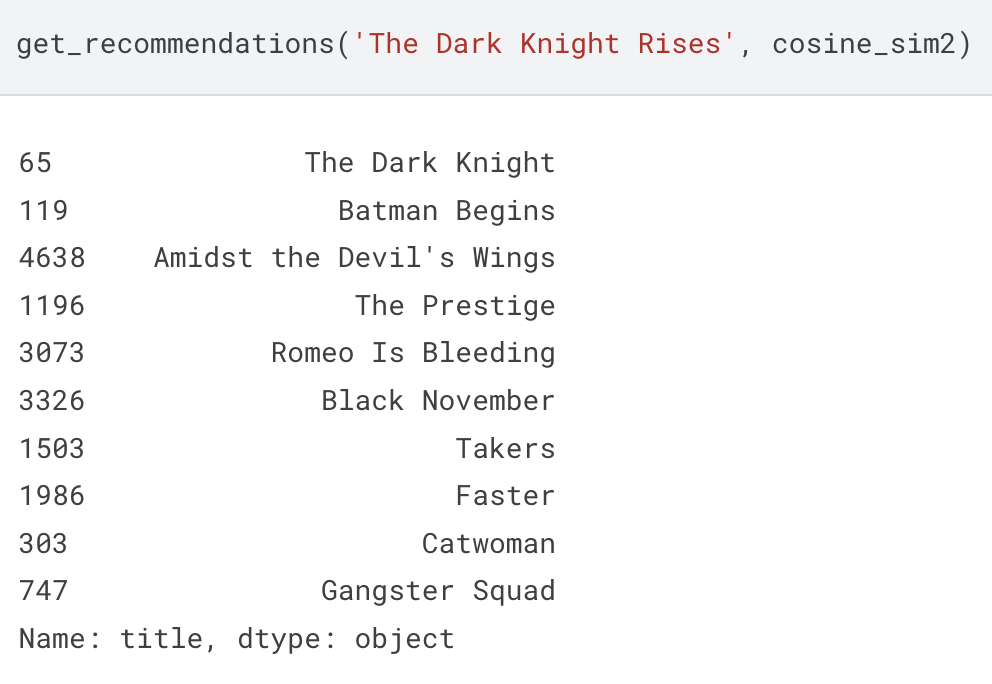 get_recommendations('The Dark Knight Rises', cosine_sim2)
65 The Dark Knight
119 Batman Begins
4638 Amidst the Devil's Wings
1196 The Prestige
3073 Romeo Is Bleeding
3326 Black November
1503 Takers
1986 Faster
303 Catwoman
747 Gangster Squad
Name: title, dtype: object